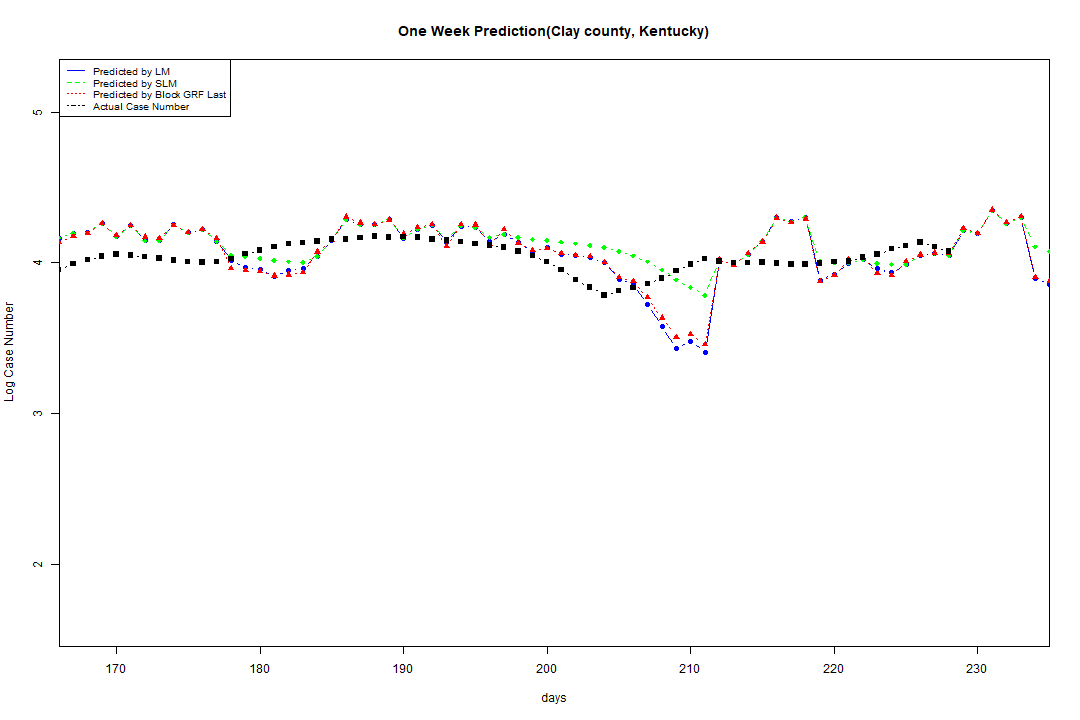 One Week Prediction(Clay county, Kentucky)
Predicted by LM
Predicted by SLM
Predicted by Block GRF Last
Actual Case Number
5
4
3
2
Log Case Number
170 180 190 200 210 220 230
days